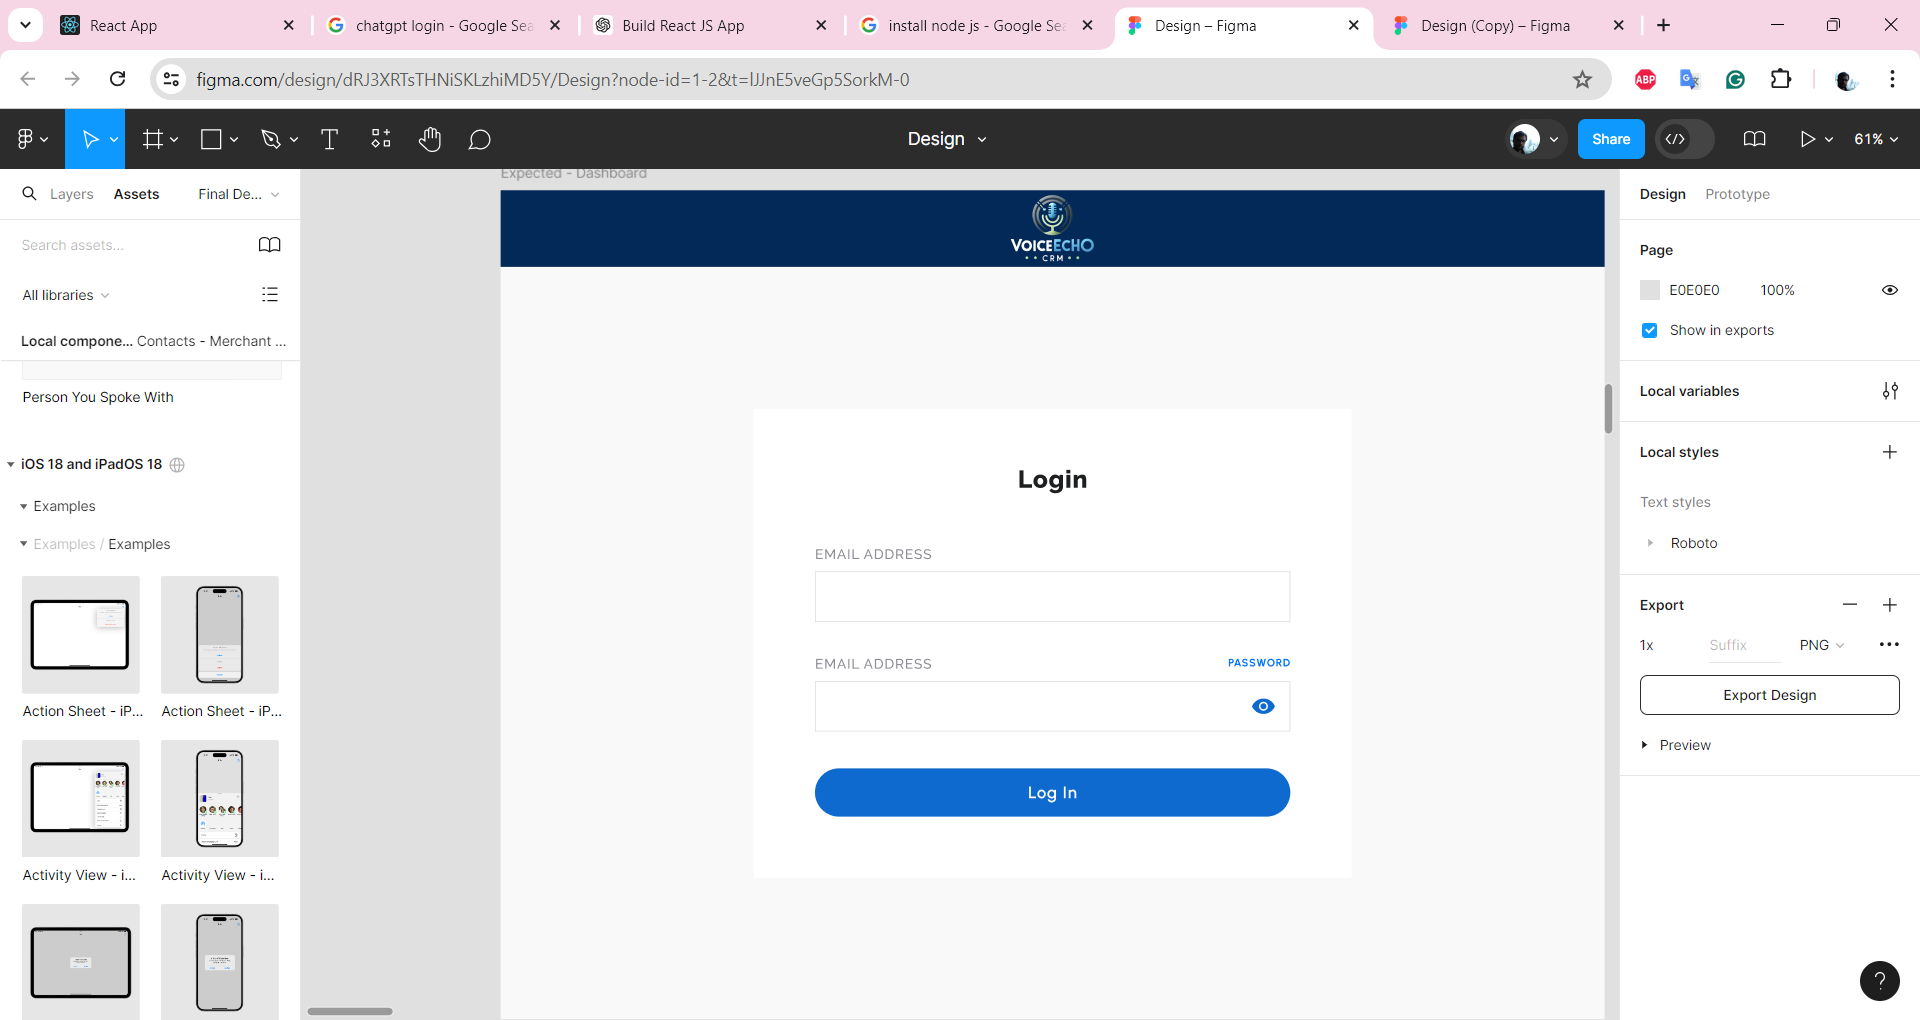 React App
chatgpt login - Google Sea
Build React JS App
install node js - Google Sea
Design – Figma
Design (Copy) – Figma
figma.com/design/dRJ3XRTsTHNiSKLzhiMD5Y/Design?node-id=1-2&t=lJJnE5veGp5SorkM-0
ABP
Design
Share
61%
Layers
Assets
Final De...
Search assets...
All libraries
Local compone... Contacts - Merchant ...
Person You Spoke With
iOS 18 and iPadOS 18
Examples
Examples / Examples
Action Sheet - iP...
Action Sheet - iP...
Activity View - i...
Activity View - i...
Expected - Dashboard
VOICEECHO
CRM
Login
EMAIL ADDRESS
EMAIL ADDRESS
PASSWORD
Log In
Design
Prototype
Page
E0E0E0
100%
Show in exports
Local variables
Local styles
Text styles
Roboto
Export
1x
Suffix
PNG
Export Design
Preview
?